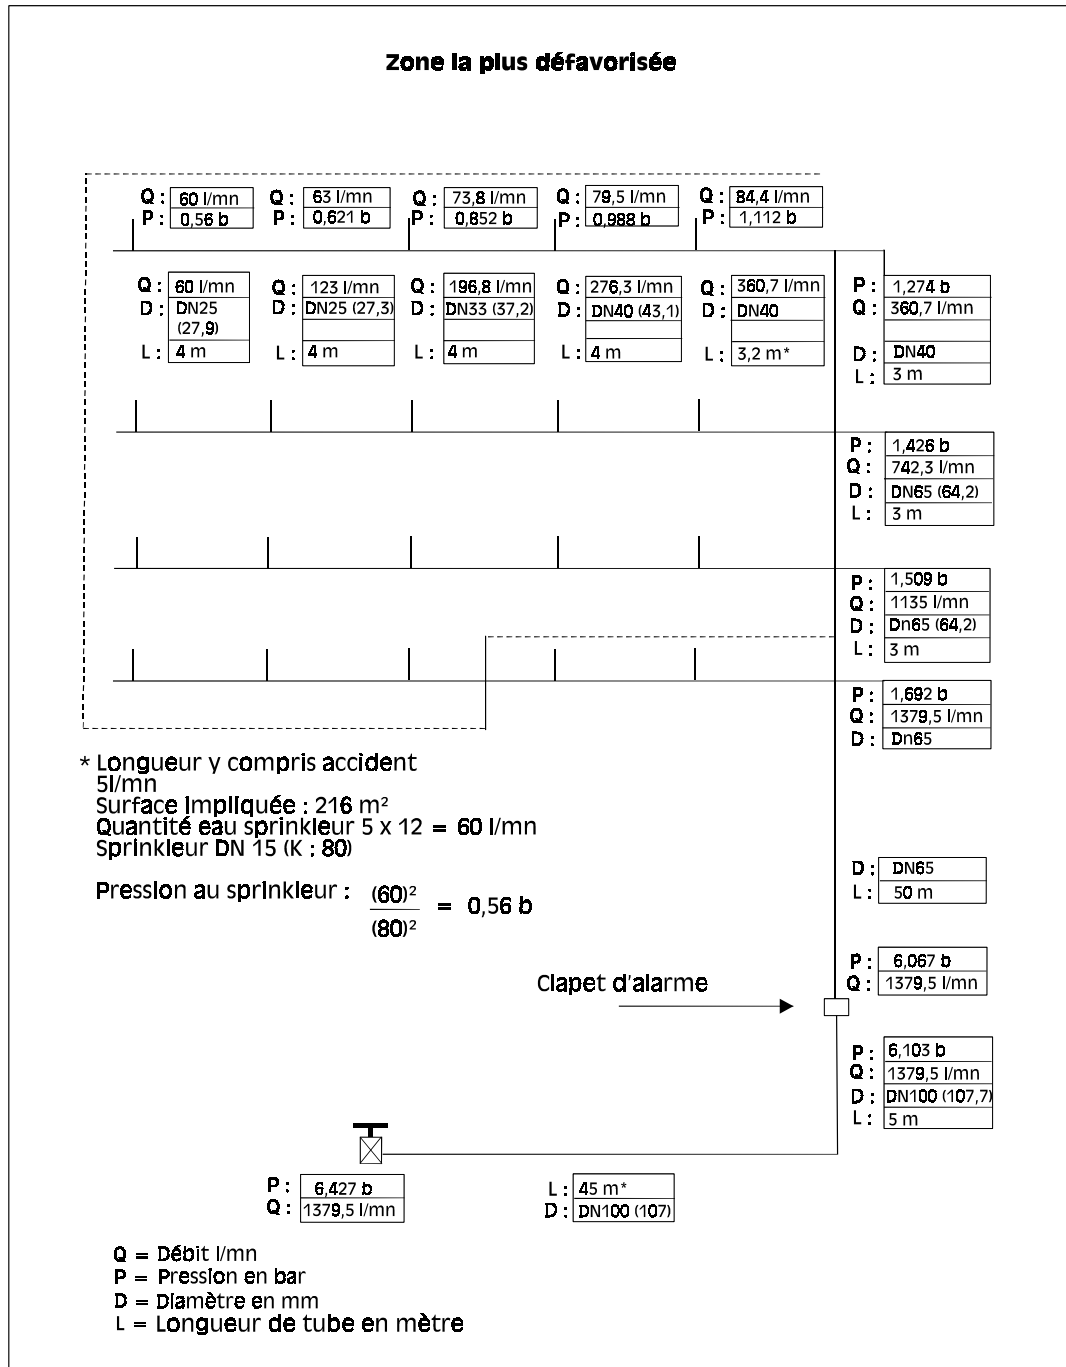 Zone la plus défavorisée
Q : 60 l/mn
P : 0,56 b
Q : 63 l/mn
P : 0,621 b
Q : 73,8 l/mn
P : 0,852 b
Q : 79,5 l/mn
P : 0,988 b
Q : 84,4 l/mn
P : 1,112 b
Q : 60 l/mn
D : DN25
(27,9)
L : 4 m
Q : 123 l/mn
D : DN25 (27,3)
L : 4 m
Q : 196,8 l/mn
D : DN33 (37,2)
L : 4 m
Q : 276,3 l/mn
D : DN40 (43,1)
L : 4 m
Q : 360,7 l/mn
D : DN40
L : 3,2 m*
P : 1,274 b
Q : 360,7 l/mn
D : DN40
L : 3 m
P : 1,426 b
Q : 742,3 l/mn
D : DN65 (64,2)
L : 3 m
P : 1,509 b
Q : 1135 l/mn
D : Dn65 (64,2)
L : 3 m
P : 1,692 b
Q : 1379,5 l/mn
D : Dn65
* Longueur y compris accident
5l/mn
Surface impliquée : 216 m²
Quantité eau sprinkleur 5 x 12 = 60 l/mn
Sprinkleur DN 15 (K : 80)
Pression au sprinkleur : (60)² / (80)² = 0,56 b
D : DN65
L : 50 m
P : 6,067 b
Q : 1379,5 l/mn
Clapet d'alarme
P : 6,103 b
Q : 1379,5 l/mn
D : DN100 (107,7)
L : 5 m
P : 6,427 b
Q : 1379,5 l/mn
L : 45 m*
D : DN100 (107)
Q = Débit l/mn
P = Pression en bar
D = Diamètre en mm
L = Longueur de tube en mètre